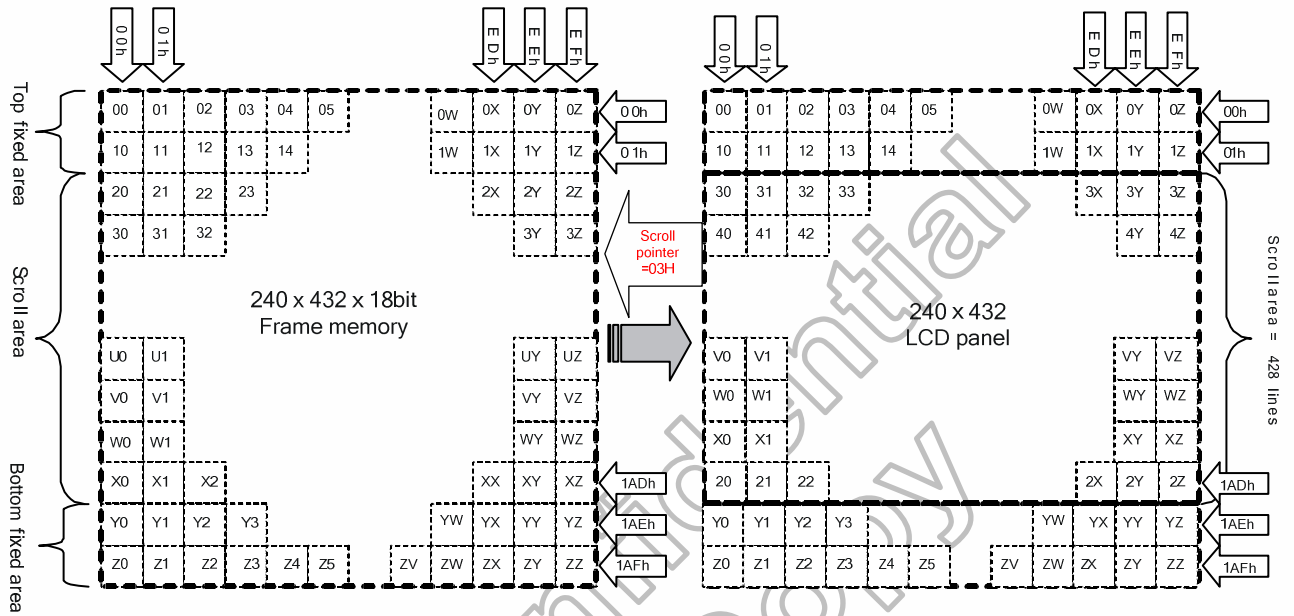 00h 01h EDh EEh EFh 00h 01h EDh EEh EFh
00 01 02 03 04 05 0W 0X 0Y 0Z 00h 00 01 02 03 04 05 0W 0X 0Y 0Z 00h
10 11 12 13 14 1W 1X 1Y 1Z 01h 10 11 12 13 14 1W 1X 1Y 1Z 01h
20 21 22 23 2X 2Y 2Z 30 31 32 33 3X 3Y 3Z
30 31 32 3Y 3Z 40 41 42 4Y 4Z
Top fixed area
Scroll area
Bottom fixed area
Scroll
pointer
=03H
240 x 432 x 18bit
Frame memory
240 x 432
LCD panel
Scroll area = 428 lines
U0 U1 UY UZ V0 V1 VY VZ
V0 V1 VY VZ W0 W1 WY WZ
W0 W1 WY WZ X0 X1 XY XZ
X0 X1 X2 XX XY XZ 1ADh 20 21 22 2X 2Y 2Z 1ADh
Y0 Y1 Y2 Y3 YW YX YY YZ 1AEh Y0 Y1 Y2 Y3 YW YX YY YZ 1AEh
Z0 Z1 Z2 Z3 Z4 Z5 ZV ZW ZX ZY ZZ 1AFh Z0 Z1 Z2 Z3 Z4 Z5 ZV ZW ZX ZY ZZ 1AFh